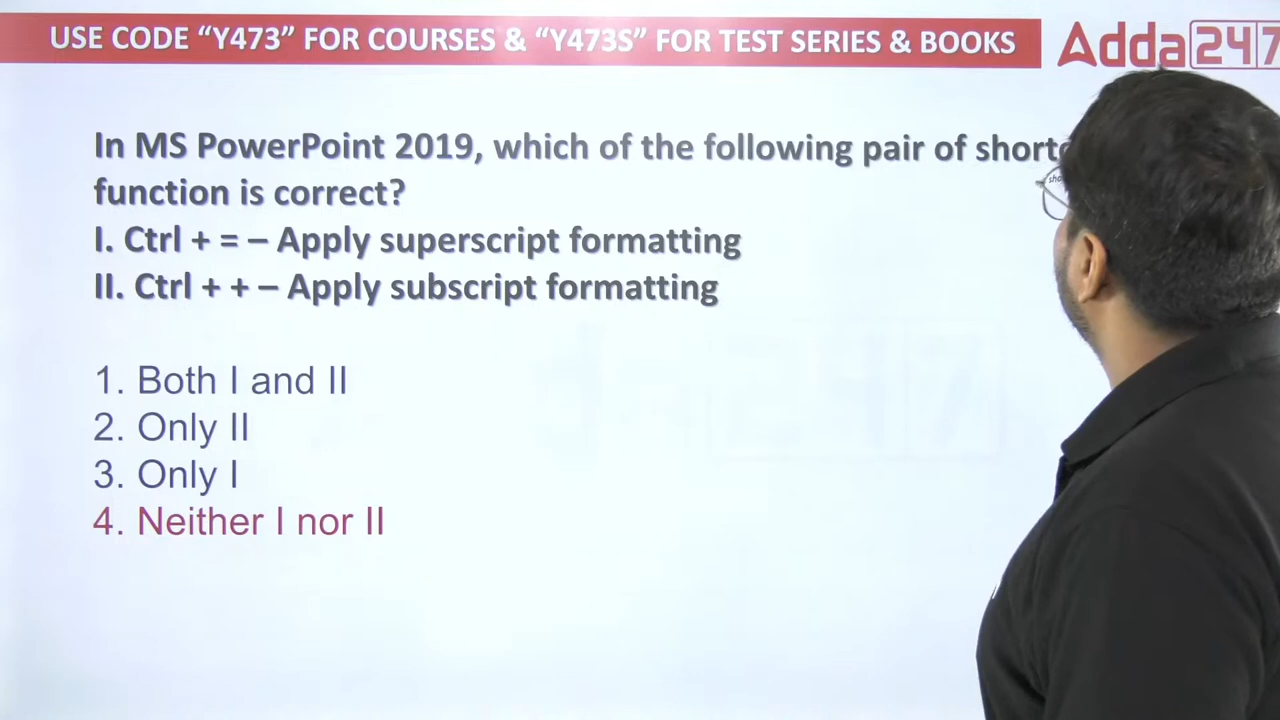 USE CODE “Y473” FOR COURSES & “Y473S” FOR TEST SERIES & BOOKS
Adda247
In MS PowerPoint 2019, which of the following pair of
function is correct?
I. Ctrl + = – Apply superscript formatting
II. Ctrl + + – Apply subscript formatting
1. Both I and II
2. Only II
3. Only I
4. Neither I nor II